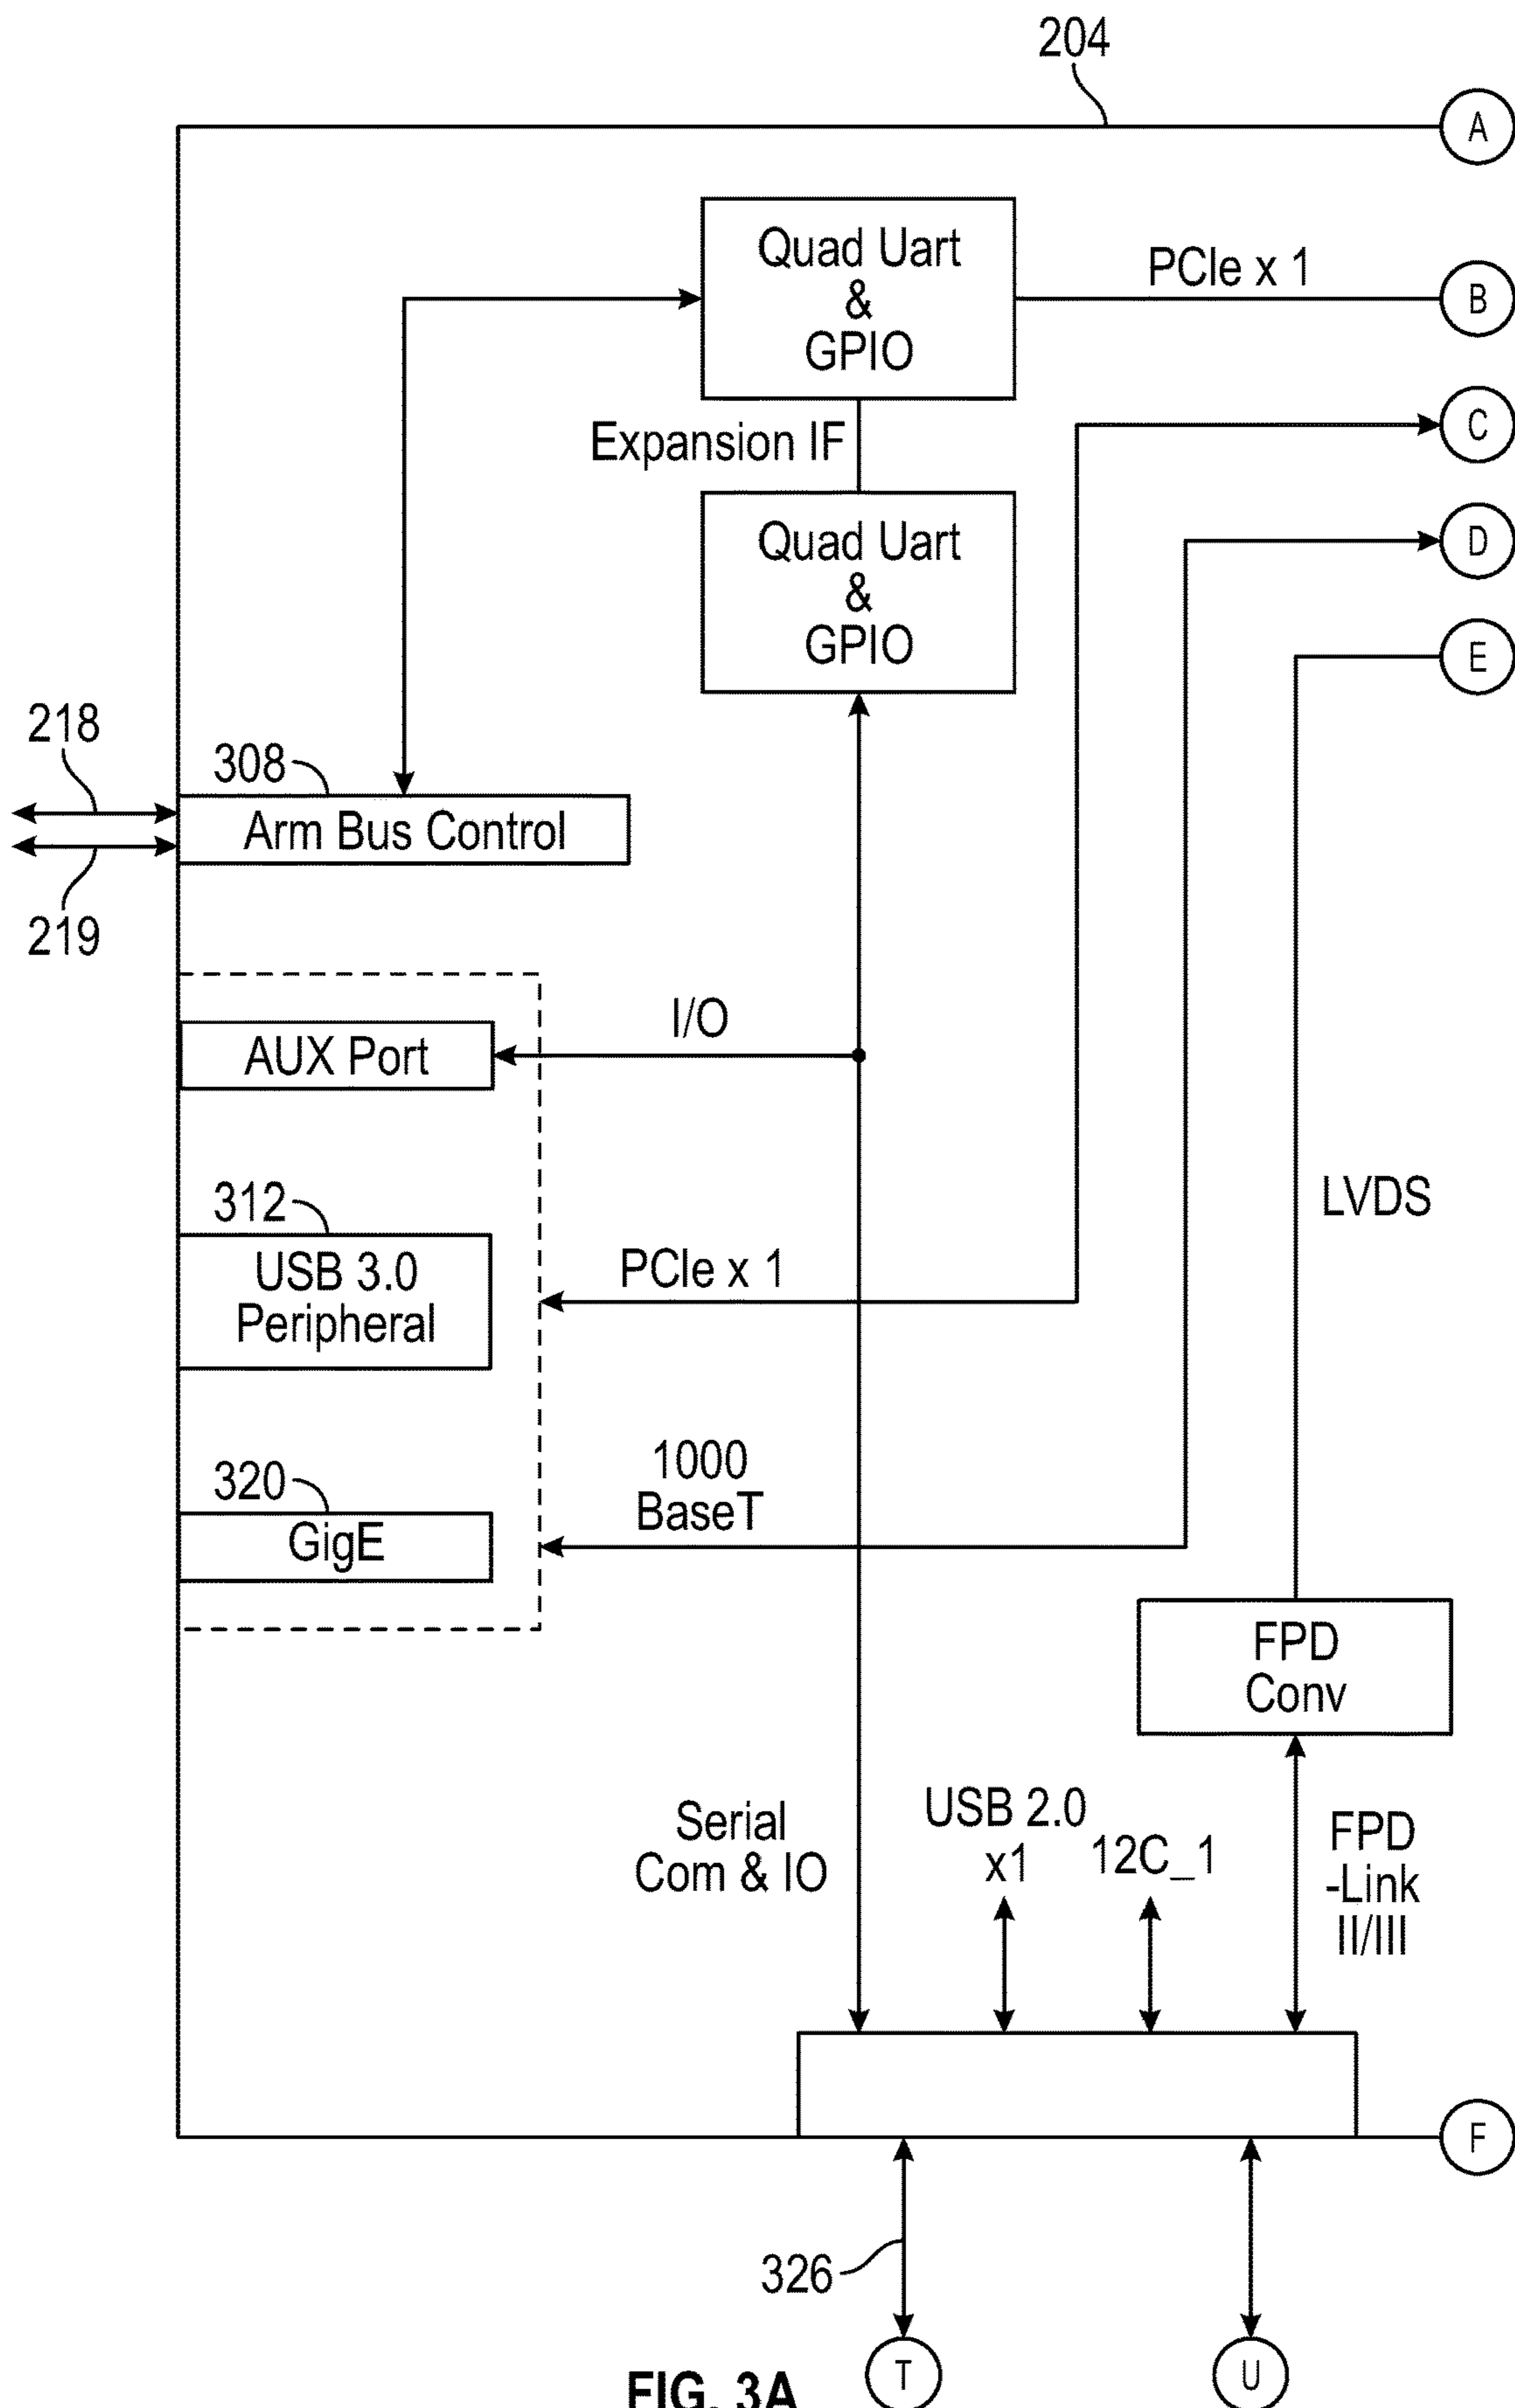 204
A
Quad Uart
&
GPIO
PCIe x 1
B
C
Expansion IF
D
Quad Uart
&
GPIO
E
218
308
Arm Bus Control
219
I/O
AUX Port
312
LVDS
USB 3.0
Peripheral
PCIe x 1
1000
BaseT
320
GigE
FPD
Conv
Serial
Com & IO
USB 2.0
x1
12C_1
FPD
-Link
II/III
F
326
T
U
FIG. 3A